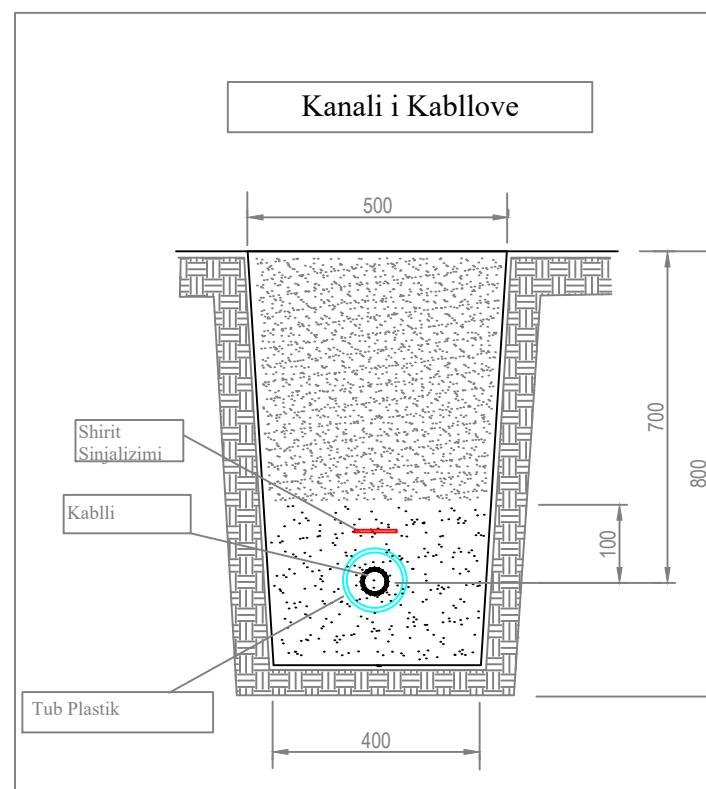 Kanali i Kabllove
500
Shirit
Sinjalizimi
Kablli
Tub Plastik
700
800
100
400